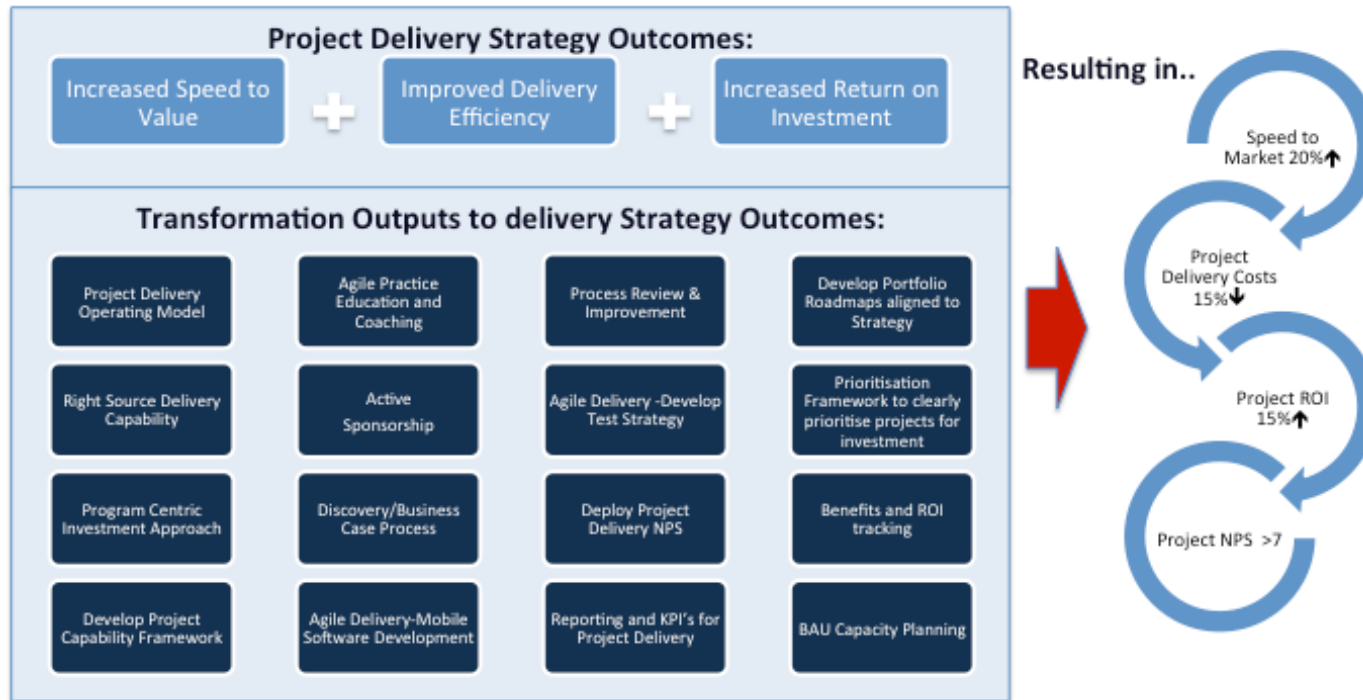 Project Delivery Strategy Outcomes:
Increased Speed to
Value
Improved Delivery
Efficiency
Increased Return on
Investment
Transformation Outputs to delivery Strategy Outcomes:
Project Delivery
Operating Model
Agile Practice
Education and
Coaching
Process Review &
Improvement
Develop Portfolio
Roadmaps aligned to
Strategy
Right Source Delivery
Capability
Active
Sponsorship
Agile Delivery -Develop
Test Strategy
Prioritisation
Framework to clearly
prioritise projects for
investment
Program Centric
Investment Approach
Discovery/Business
Case Process
Deploy Project
Delivery NPS
Benefits and ROI
tracking
Develop Project
Capability Framework
Agile Delivery-Mobile
Software Development
Reporting and KPI's for
Project Delivery
BAU Capacity Planning
Resulting in..
Speed to
Market 20%↑
Project
Delivery Costs
15%↓
Project ROI
15%↑
Project NPS >7